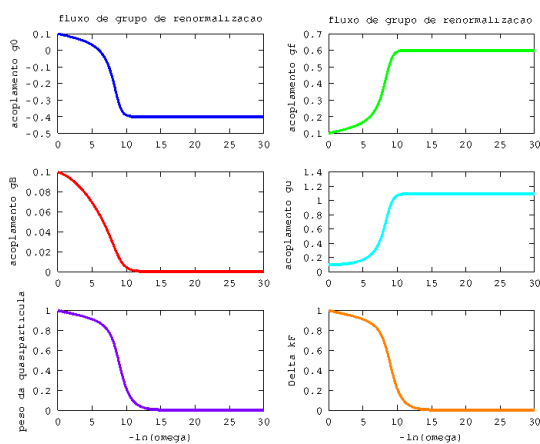 fluxo de grupo de renormalizacao
fluxo de grupo de renormalizacao
acoplamento g0
0.1
0
-0.1
-0.2
-0.3
-0.4
-0.5
0 5 10 15 20 25 30
acoplamento gf
0.7
0.6
0.5
0.4
0.3
0.2
0.1
0 5 10 15 20 25 30
acoplamento gB
0.1
0.08
0.06
0.04
0.02
0
0 5 10 15 20 25 30
acoplamento gu
1.4
1.2
1
0.8
0.6
0.4
0.2
0
0 5 10 15 20 25 30
peso da quasiparticula
1
0.8
0.6
0.4
0.2
0
0 5 10 15 20 25 30
-ln(omega)
Delta kF
1
0.8
0.6
0.4
0.2
0
0 5 10 15 20 25 30
-ln(omega)